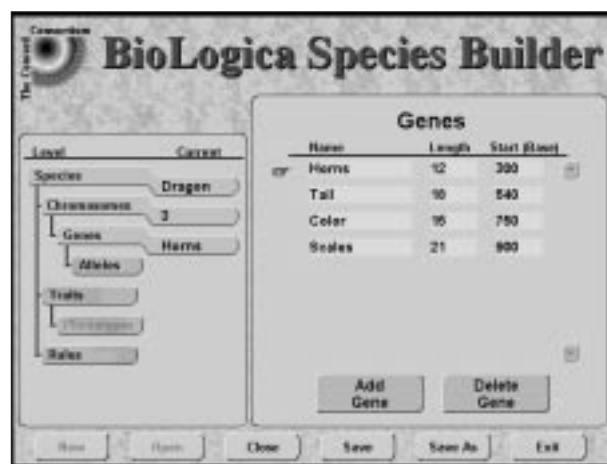 The Concord Consortium
BioLogica Species Builder
Genes
Level Current
Name Length Start (Base)
Species Dragon
Horns 12 300
Chromosomes 3
Tail 18 540
Genes Horns
Color 15 750
Alleles
Scales 21 900
Traits
Phenotypes
Rules
Add Gene
Delete Gene
New Open Close Save Save As Exit